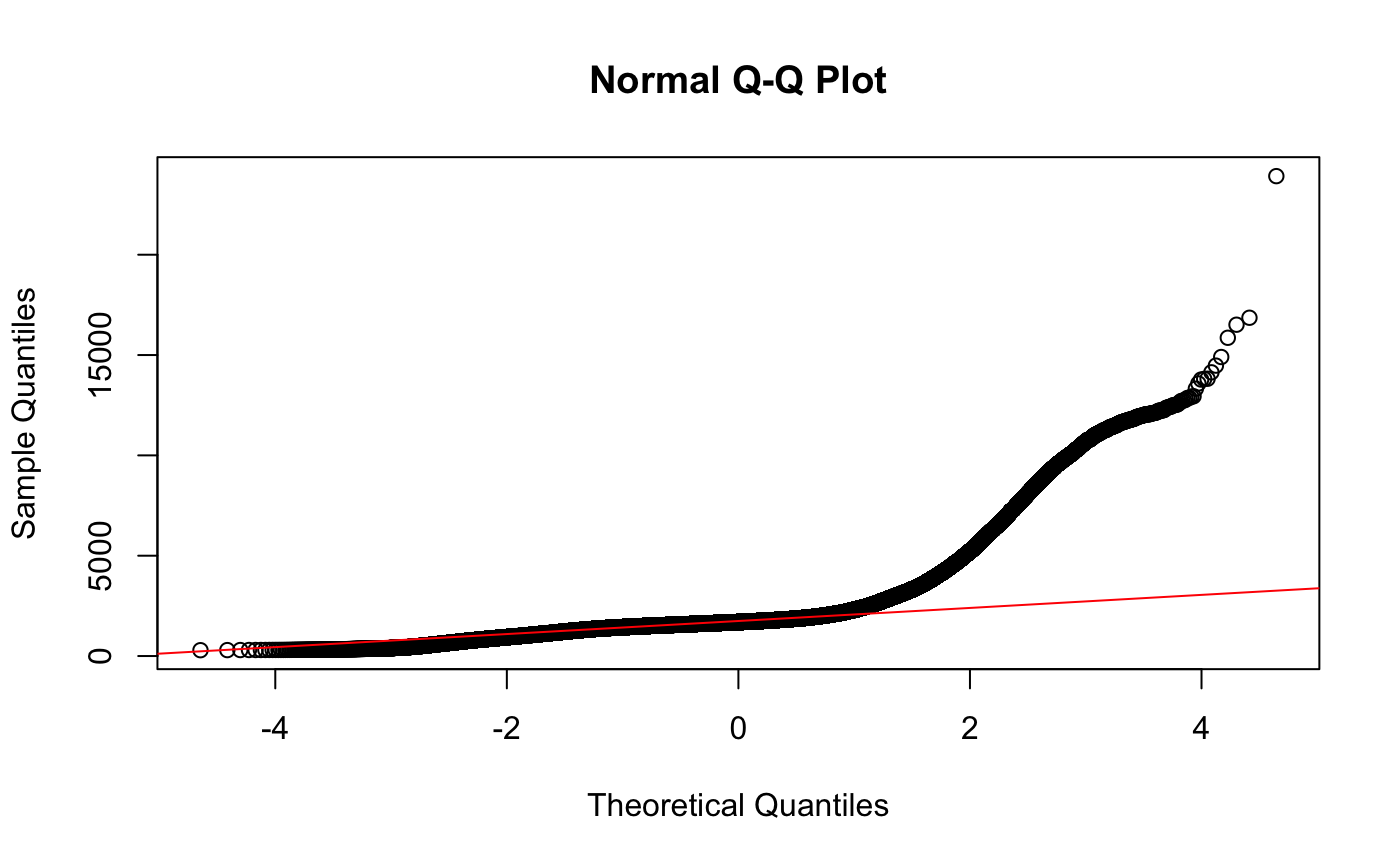 Normal Q-Q Plot
Sample Quantiles
15000
5000
0
-4 -2 0 2 4
Theoretical Quantiles